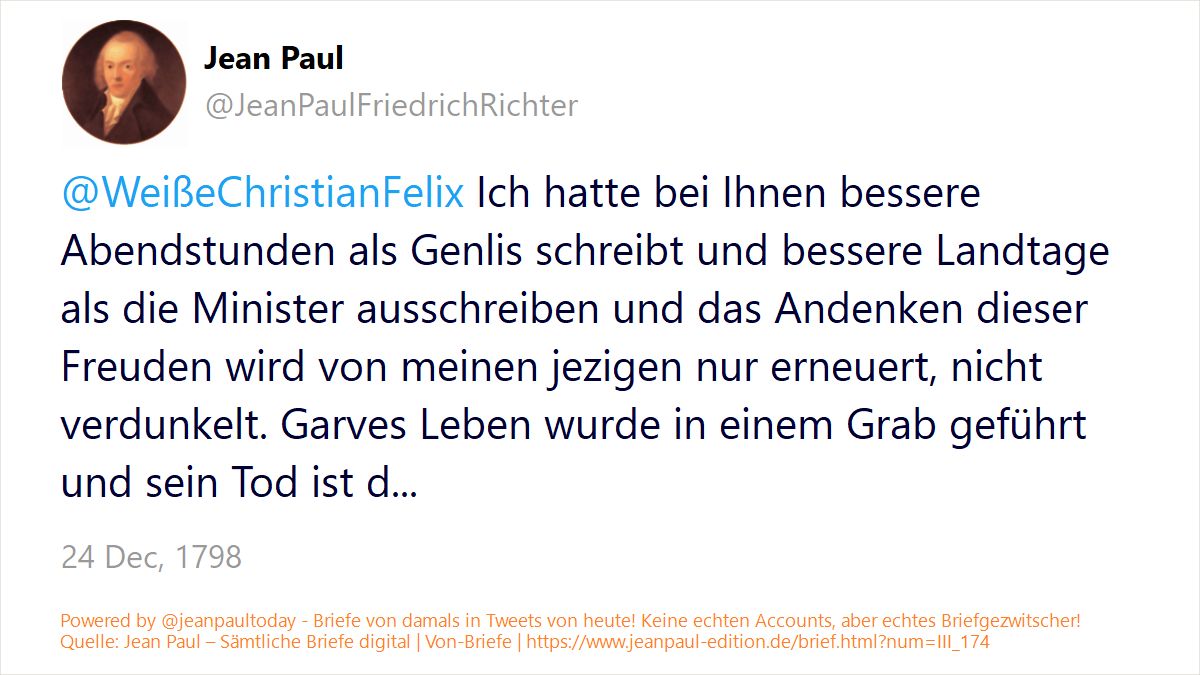 Jean Paul
@JeanPaulFriedrichRichter
@WeißeChristianFelix Ich hatte bei Ihnen bessere
Abendstunden als Genlis schreibt und bessere Landtage
als die Minister ausschreiben und das Andenken dieser
Freuden wird von meinen jezigen nur erneuert, nicht
verdunkelt. Garves Leben wurde in einem Grab geführt
und sein Tod ist d...
24 Dec, 1798
Powered by @jeanpaultoday - Briefe von damals in Tweets von heute! Keine echten Accounts, aber echtes Briefgezwitscher!
Quelle: Jean Paul – Sämtliche Briefe digital | Von-Briefe | https://www.jeanpaul-edition.de/brief.html?num=III_174